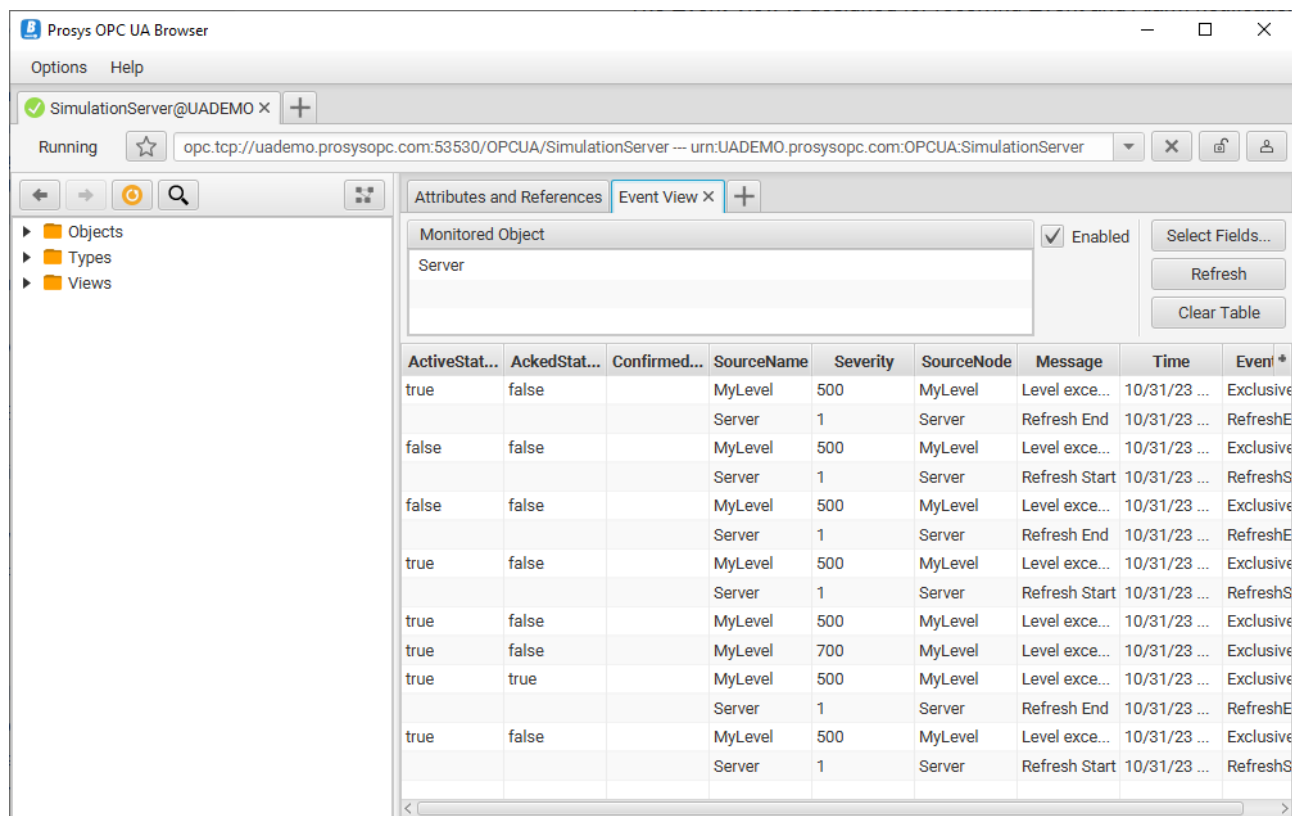 Prosys OPC UA Browser
Options Help
SimulationServer@UADEMO
Running opc.tcp://uademo.prosysopc.com:53530/OPCUA/SimulationServer --- urn:UADEMO.prosysopc.com:OPCUA:SimulationServer
Attributes and References Event View
Objects
Types
Views
Monitored Object Enabled Select Fields...
Server Refresh
Clear Table
ActiveStat... AckedStat... Confirmed... SourceName Severity SourceNode Message Time Event
true false MyLevel 500 MyLevel Level exce... 10/31/23 ... Exclusive
Server 1 Server Refresh End 10/31/23 ... RefreshE
false false MyLevel 500 MyLevel Level exce... 10/31/23 ... Exclusive
Server 1 Server Refresh Start 10/31/23 ... RefreshS
false false MyLevel 500 MyLevel Level exce... 10/31/23 ... Exclusive
Server 1 Server Refresh End 10/31/23 ... RefreshE
true false MyLevel 500 MyLevel Level exce... 10/31/23 ... Exclusive
Server 1 Server Refresh Start 10/31/23 ... RefreshS
true false MyLevel 500 MyLevel Level exce... 10/31/23 ... Exclusive
true false MyLevel 700 MyLevel Level exce... 10/31/23 ... Exclusive
true true MyLevel 500 MyLevel Level exce... 10/31/23 ... Exclusive
Server 1 Server Refresh End 10/31/23 ... RefreshE
true false MyLevel 500 MyLevel Level exce... 10/31/23 ... Exclusive
Server 1 Server Refresh Start 10/31/23 ... RefreshS